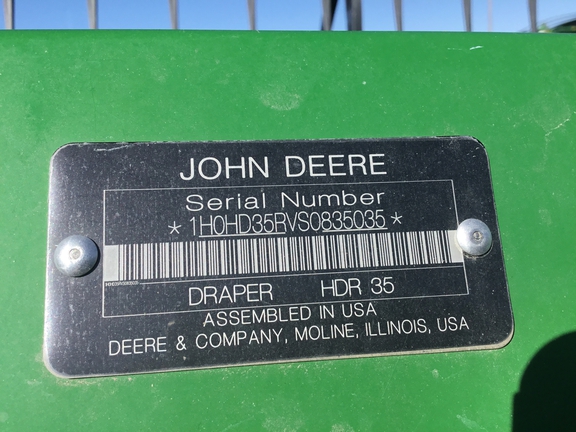 JOHN DEERE
Serial Number
*1H0HD35RVS0835035*
DRAPER HDR 35
ASSEMBLED IN USA
DEERE & COMPANY, MOLINE, ILLINOIS, USA